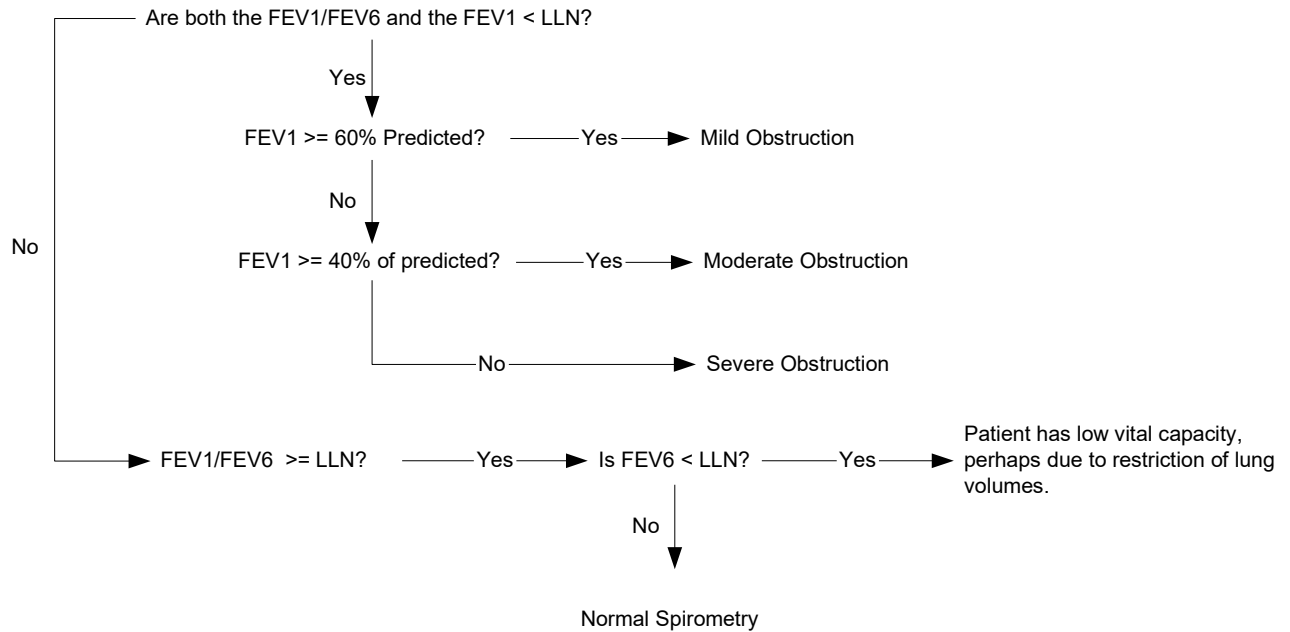 Are both the FEV1/FEV6 and the FEV1 < LLN?
Yes
FEV1 >= 60% Predicted?
Yes
Mild Obstruction
No
No
FEV1 >= 40% of predicted?
Yes
Moderate Obstruction
No
Severe Obstruction
FEV1/FEV6 >= LLN?
Yes
Is FEV6 < LLN?
Yes
Patient has low vital capacity,
perhaps due to restriction of lung
volumes.
No
Normal Spirometry